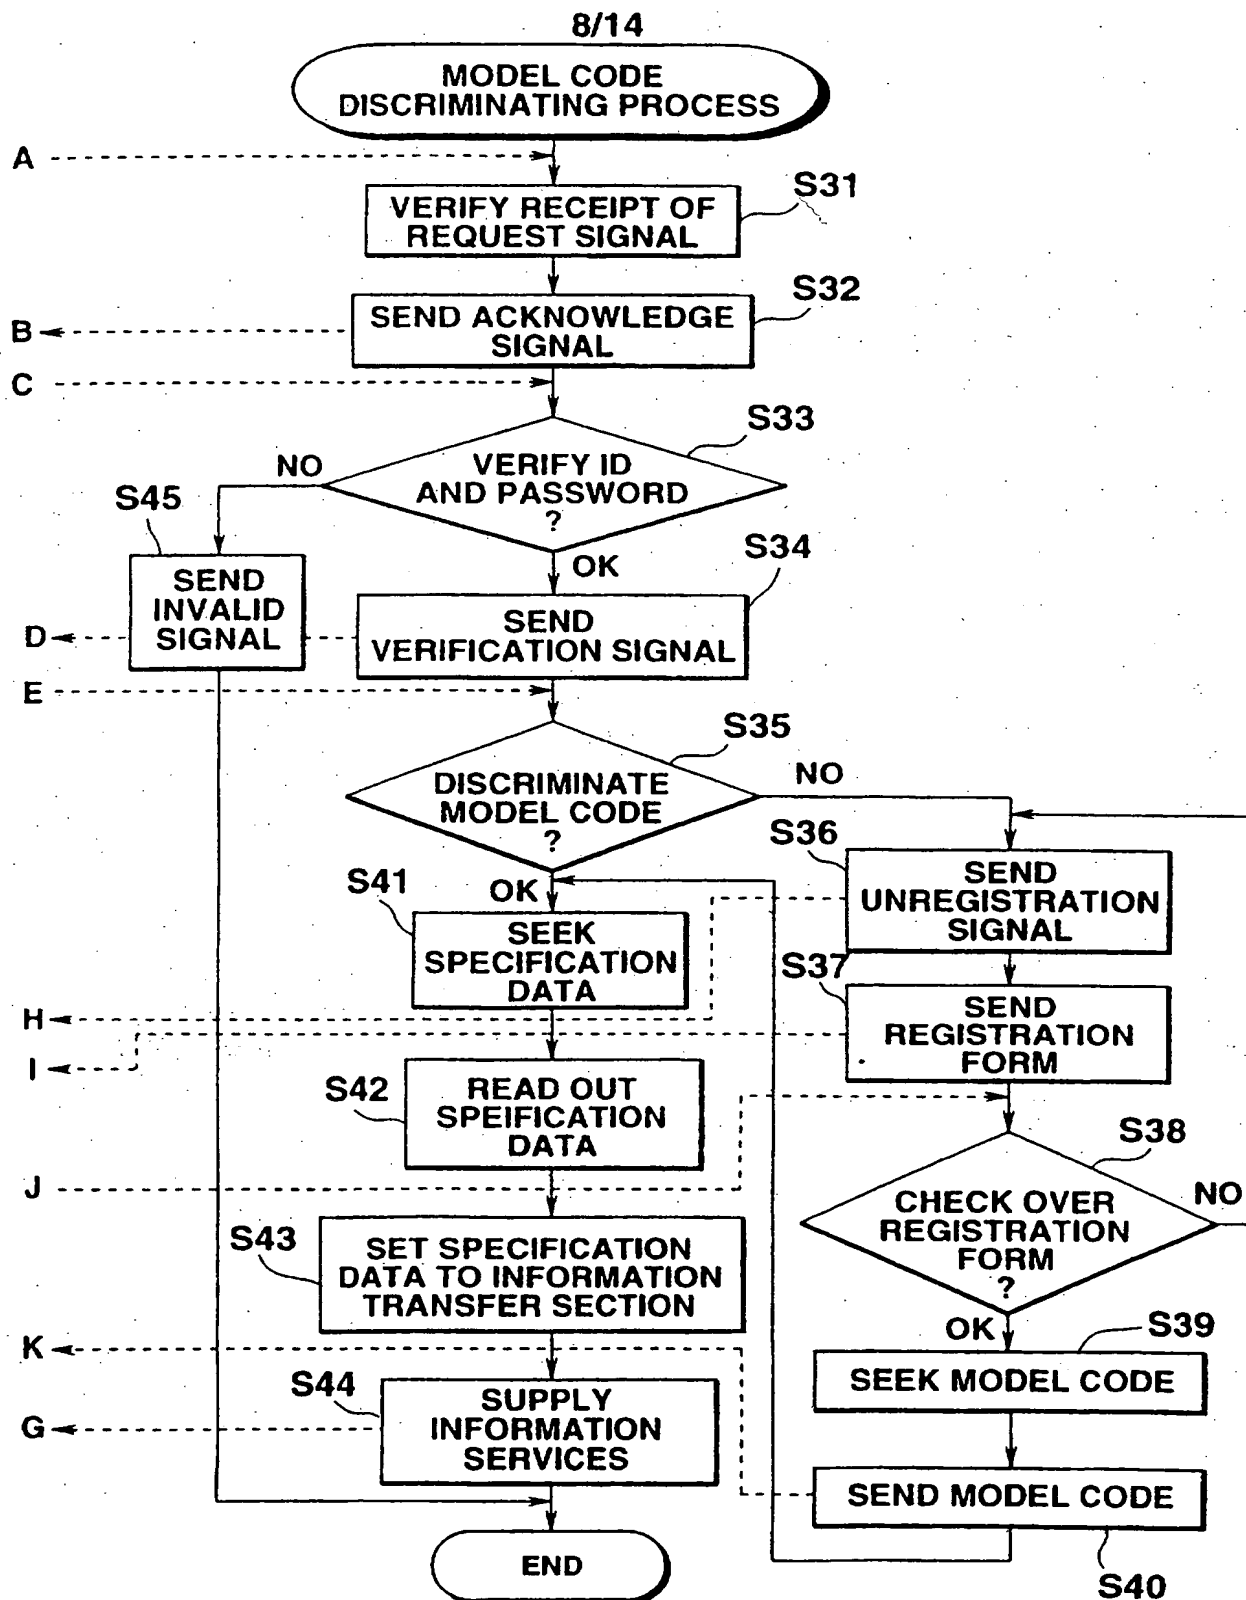 8/14
MODEL CODE
DISCRIMINATING PROCESS
A
S31
VERIFY RECEIPT OF
REQUEST SIGNAL
S32
SEND ACKNOWLEDGE
SIGNAL
B
C
S33
VERIFY ID
AND PASSWORD
?
NO
S45
OK
S34
SEND
INVALID
SIGNAL
SEND
VERIFICATION SIGNAL
D
E
S35
DISCRIMINATE
MODEL CODE
?
NO
S36
SEND
UNREGISTRATION
SIGNAL
S41
OK
SEEK
SPECIFICATION
DATA
S37
SEND
REGISTRATION
FORM
H
I
S42
READ OUT
SPEIFICATION
DATA
J
S38
CHECK OVER
REGISTRATION
FORM
?
NO
S43
SET SPECIFICATION
DATA TO INFORMATION
TRANSFER SECTION
OK
S39
SEEK MODEL CODE
K
S44
SUPPLY
INFORMATION
SERVICES
G
SEND MODEL CODE
S40
END